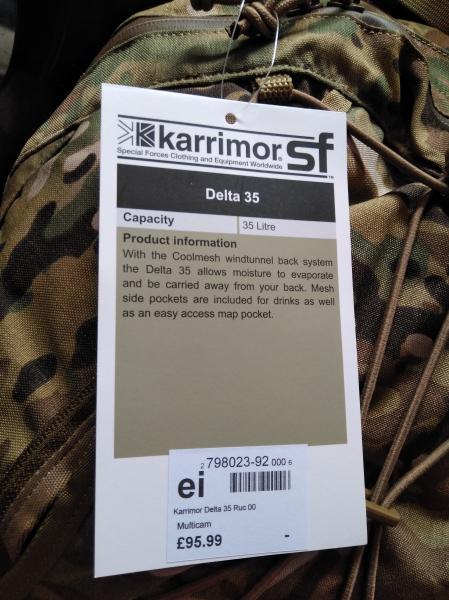 karrimor® sf™
Special Forces Clothing and Equipment Worldwide
Delta 35
Capacity 35 Litre
Product information
With the Coolmesh windtunnel back system
the Delta 35 allows moisture to evaporate
and be carried away from your back. Mesh
side pockets are included for drinks as well
as an easy access map pocket.
2 798023-92 000 6
ei
Karrimor Delta 35 Ruc 00
Multicam
£95.99 -